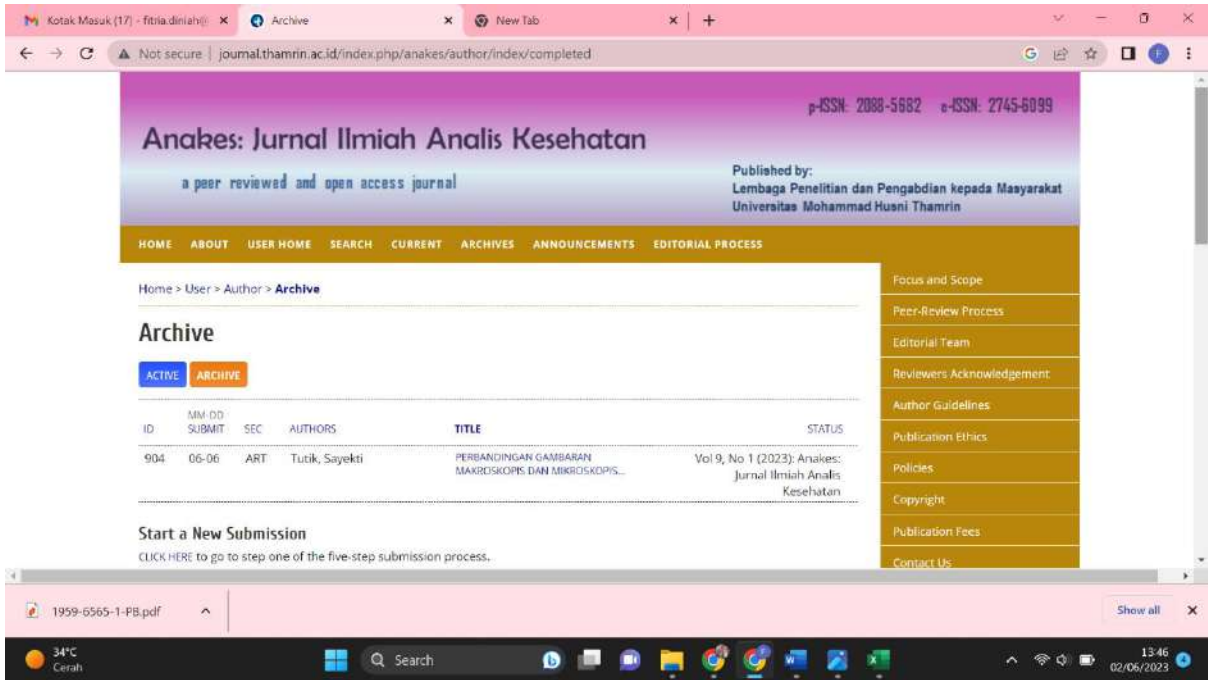 Kotak Masuk (17) - fitria.diniah@
Archive
New Tab
Not secure | journal.thamrin.ac.id/index.php/anakes/author/index/completed
p-ISSN: 2088-5682 e-ISSN: 2745-6099
Anakes: Jurnal Ilmiah Analis Kesehatan
a peer reviewed and open access journal
Published by:
Lembaga Penelitian dan Pengabdian kepada Masyarakat
Universitas Mohammad Husni Thamrin
HOME ABOUT USER HOME SEARCH CURRENT ARCHIVES ANNOUNCEMENTS EDITORIAL PROCESS
Home > User > Author > Archive
Archive
ACTIVE ARCHIVE
ID MM-DD SUBMIT SEC AUTHORS TITLE STATUS
904 06-06 ART Tutik, Sayekti PERBANDINGAN GAMBARAN Vol 9, No 1 (2023): Anakes:
MAKROSKOPIS DAN MIKROSKOPIS... Jurnal Ilmiah Analis
Kesehatan
Start a New Submission
CLICK HERE to go to step one of the five-step submission process.
Focus and Scope
Peer-Review Process
Editorial Team
Reviewers Acknowledgement
Author Guidelines
Publication Ethics
Policies
Copyright
Publication Fees
Contact Us
1959-6565-1-PB.pdf
Show all
34°C
Cerah
Search
13:46
02/06/2023